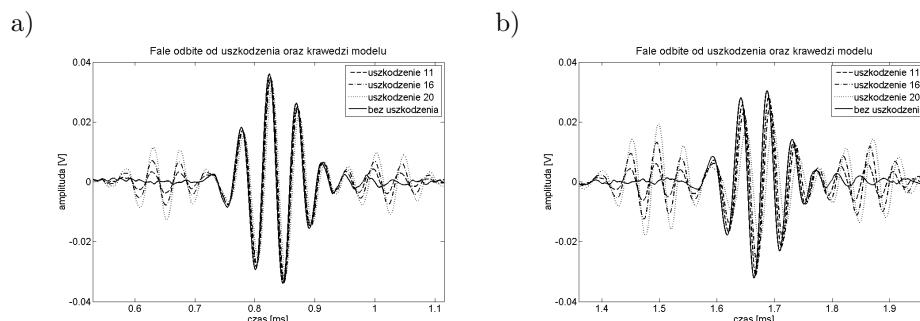 a)
Fale odbite od uszkodzenia oraz krawedzi modelu
0.04
0.02
0
-0.02
-0.04
amplituda [V]
uszkodzenie 11
uszkodzenie 16
uszkodzenie 20
bez uszkodzenia
0.6
0.7
0.8
0.9
1
1.1
czas [ms]
b)
Fale odbite od uszkodzenia oraz krawedzi modelu
0.04
0.02
0
-0.02
-0.04
amplituda [V]
uszkodzenie 11
uszkodzenie 16
uszkodzenie 20
bez uszkodzenia
1.4
1.5
1.6
1.7
1.8
1.9
czas [ms]